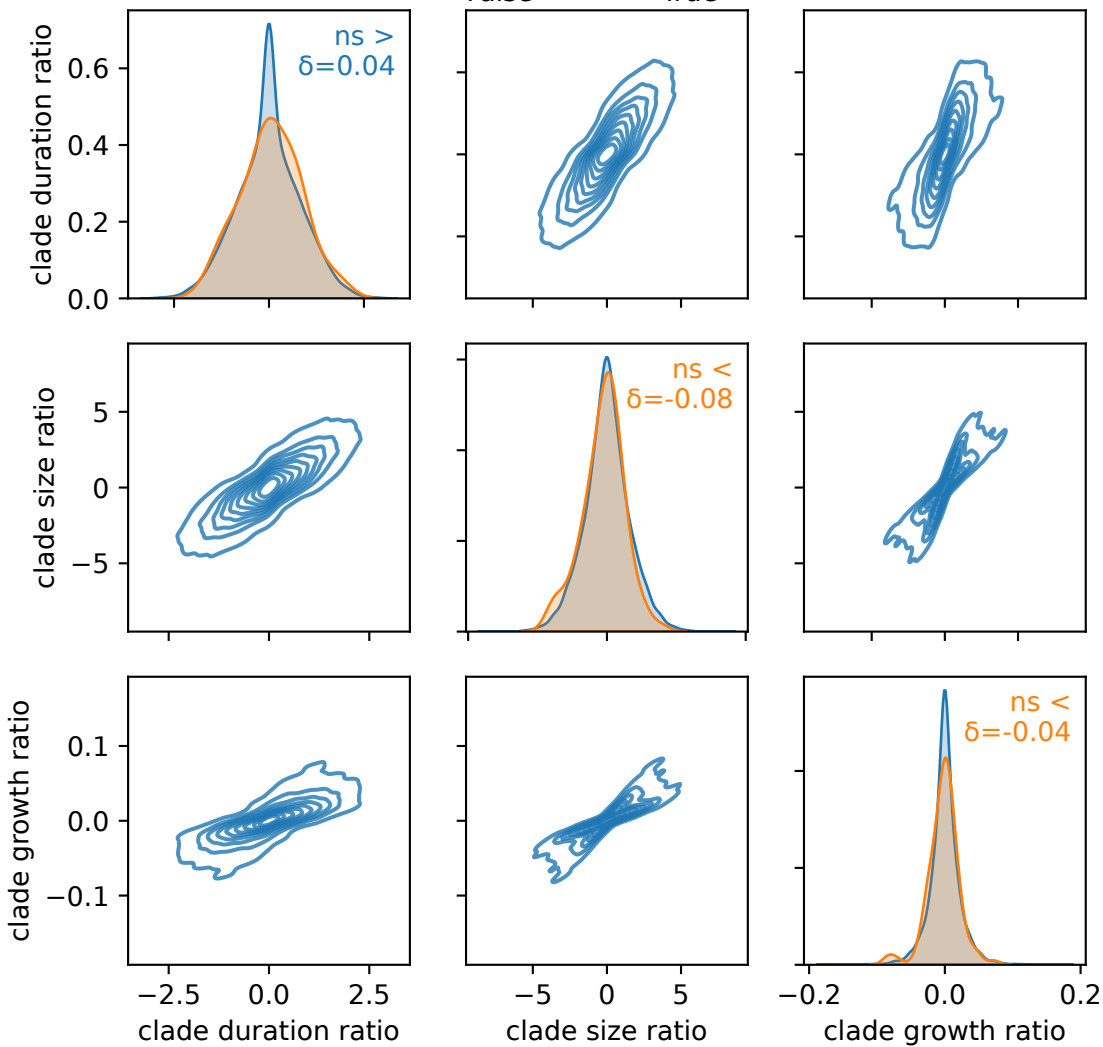 clade duration ratio
0.6
0.4
0.2
0.0
ns >
δ=0.04
clade size ratio
5
0
−5
ns <
δ=-0.08
clade growth ratio
0.1
0.0
−0.1
ns <
δ=-0.04
−2.5 0.0 2.5
−5 0 5
−0.2 0.0 0.2
clade duration ratio
clade size ratio
clade growth ratio